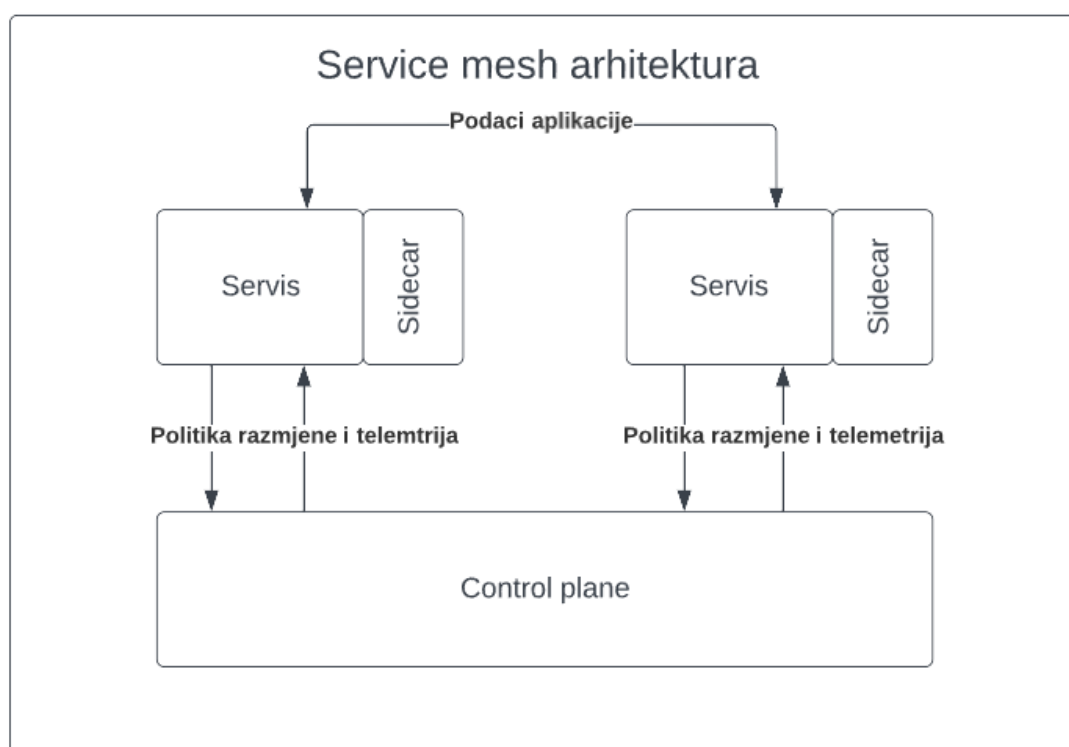 Service mesh arhitektura
Podaci aplikacije
Servis
Sidecar
Servis
Sidecar
Politika razmjene i telemtrija
Politika razmjene i telemetrija
Control plane